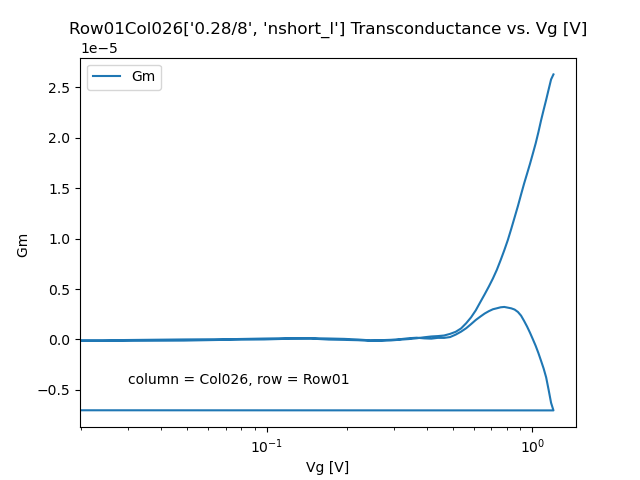 Row01Col026['0.28/8', 'nshort_l'] Transconductance vs. Vg [V]
1e−5
Gm
2.5
2.0
1.5
1.0
0.5
0.0
−0.5
Gm
column = Col026, row = Row01
10⁻¹
10⁰
Vg [V]